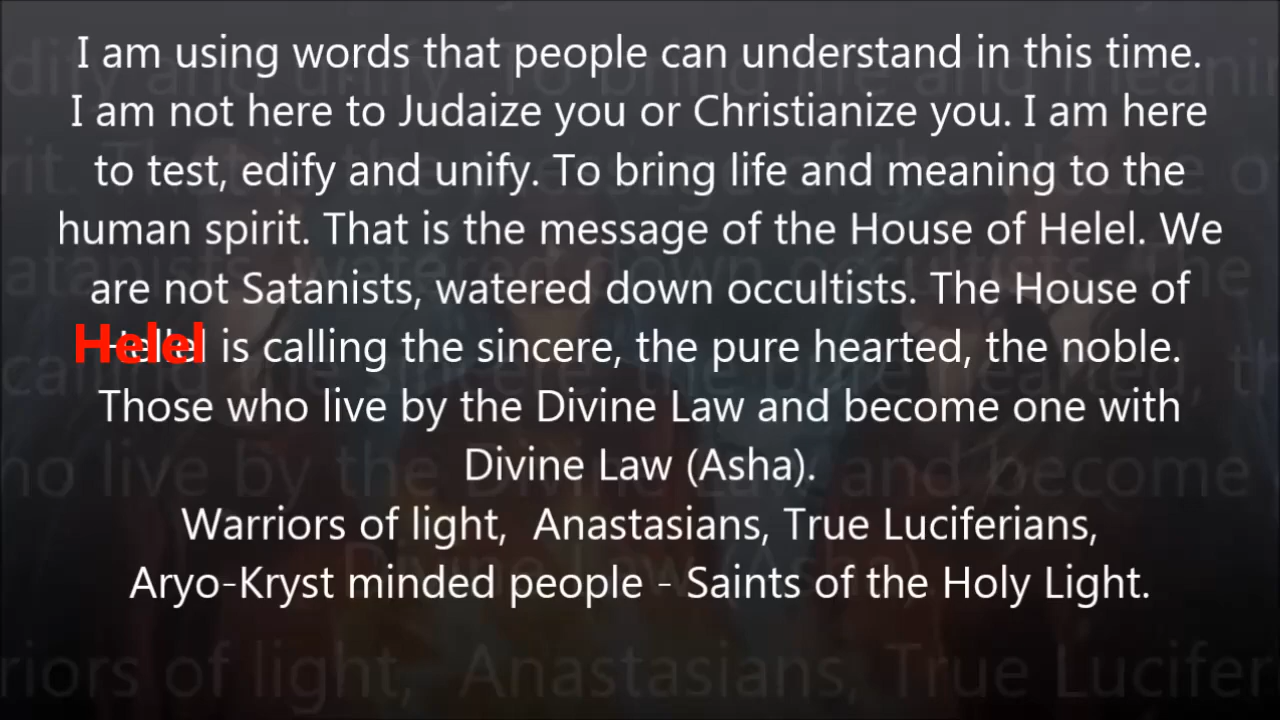 I am using words that people can understand in this time.
I am not here to Judaize you or Christianize you. I am here
to test, edify and unify. To bring life and meaning to the
human spirit. That is the message of the House of Helel. We
are not Satanists, watered down occultists. The House of
Helel is calling the sincere, the pure hearted, the noble.
Those who live by the Divine Law and become one with
Divine Law (Asha).
Warriors of light, Anastasians, True Luciferians,
Aryo-Kryst minded people - Saints of the Holy Light.